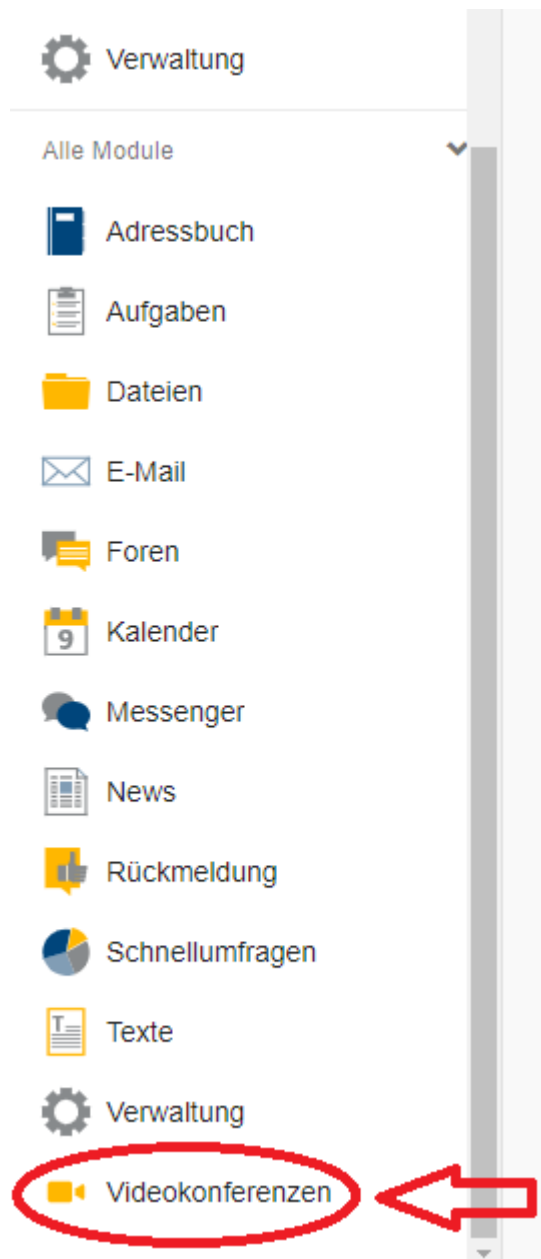 Verwaltung
Alle Module
Adressbuch
Aufgaben
Dateien
E-Mail
Foren
9
Kalender
Messenger
News
Rückmeldung
Schnellumfragen
T
Texte
Verwaltung
Videokonferenzen